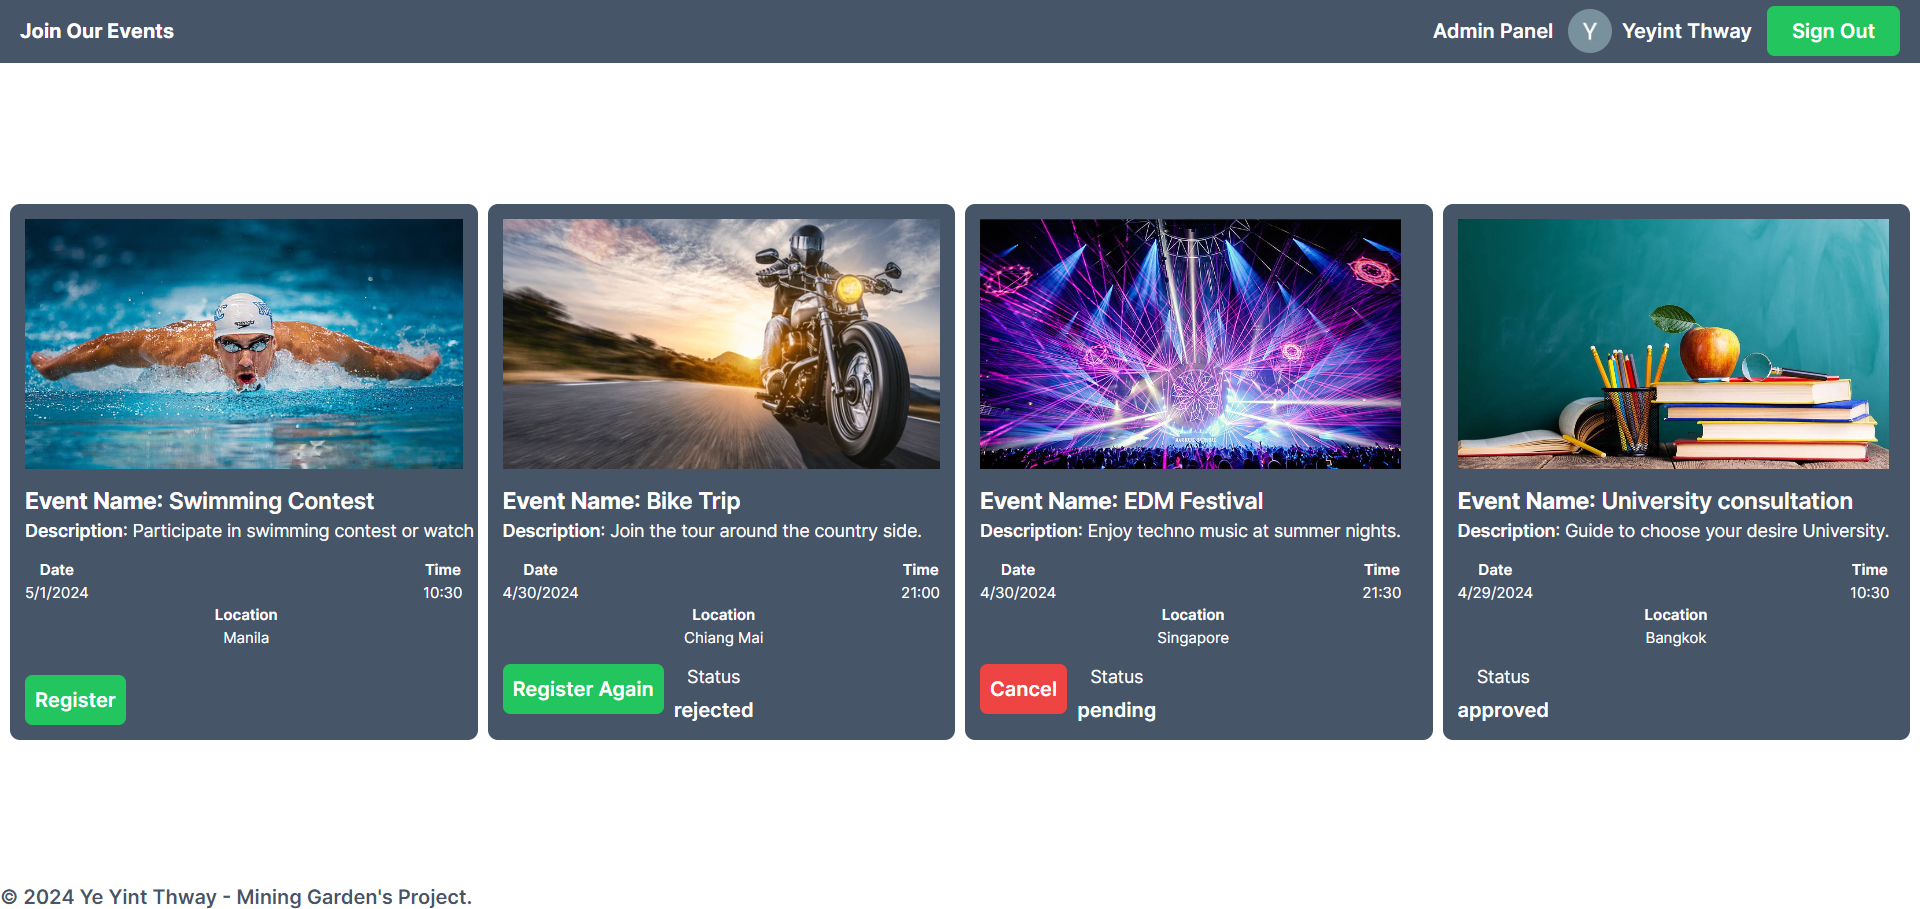 Join Our Events
Admin Panel
Y
Yeyint Thway
Sign Out
Event Name: Swimming Contest
Description: Participate in swimming contest or watch
Date
Time
5/1/2024
10:30
Location
Manila
Register
Event Name: Bike Trip
Description: Join the tour around the country side.
Date
Time
4/30/2024
21:00
Location
Chiang Mai
Register Again
Status
rejected
Event Name: EDM Festival
Description: Enjoy techno music at summer nights.
Date
Time
4/30/2024
21:30
Location
Singapore
Cancel
Status
pending
Event Name: University consultation
Description: Guide to choose your desire University.
Date
Time
4/29/2024
10:30
Location
Bangkok
Status
approved
© 2024 Ye Yint Thway - Mining Garden's Project.